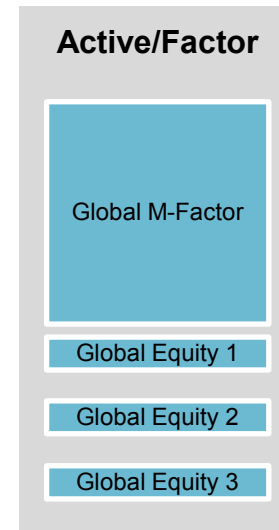 Active/Factor
Global M-Factor
Global Equity 1
Global Equity 2
Global Equity 3